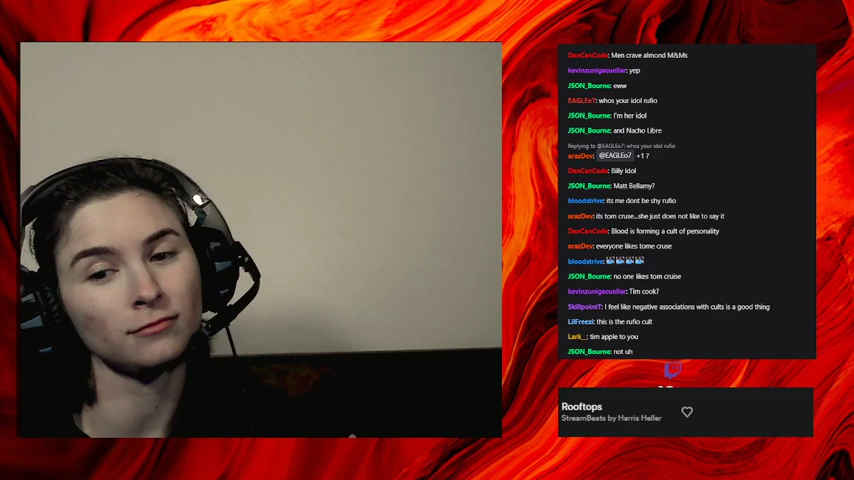 DanCanCode: Men crave almond M&Ms
kevinzunigacuellar: yep
JSON_Bourne: eww
EAGLEo7: whos your idol rufio
JSON_Bourne: I'm her idol
JSON_Bourne: and Nacho Libre
Replying to @EAGLEo7: whos your idol rufio
arazDev: @EAGLEo7 +1 ?
DanCanCode: Billy Idol
JSON_Bourne: Matt Bellamy?
bloodstrive: its me dont be shy rufio
arazDev: its tom cruse...she just does not like to say it
DanCanCode: Blood is forming a cult of personality
arazDev: everyone likes tome cruse
bloodstrive:
JSON_Bourne: no one likes tom cruise
kevinzunigacuellar: Tim cook?
SkillpointT: I feel like negative associations with cults is a good thing
LilFreezi: this is the rufio cult
Lark__: tim apple to you
JSON_Bourne: not uh
Rooftops
StreamBeats by Harris Heller